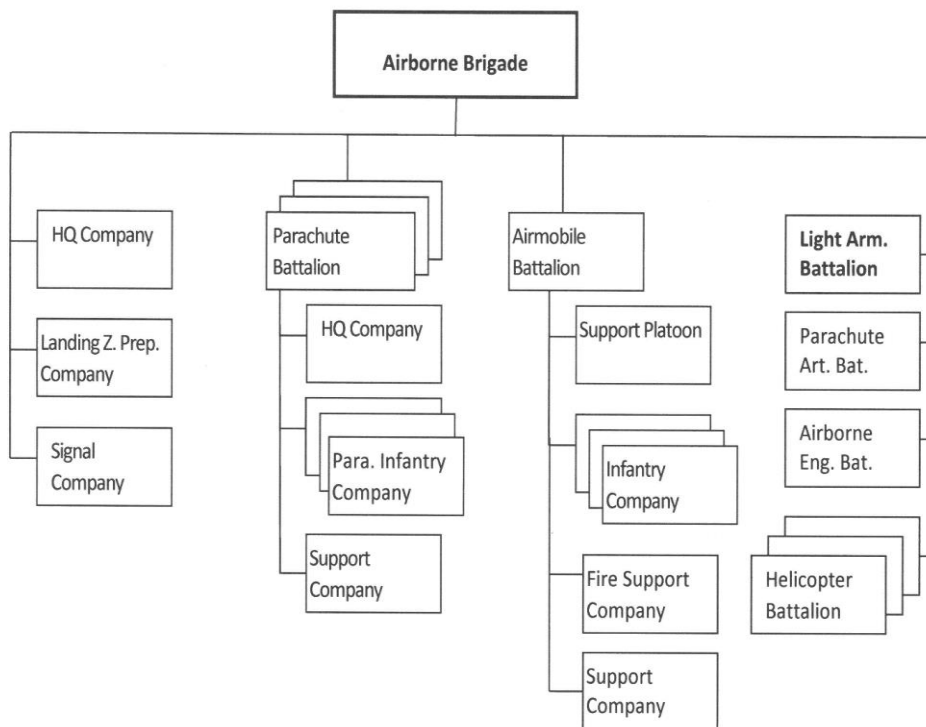 Airborne Brigade
HQ Company
Landing Z. Prep.
Company
Signal
Company
Parachute
Battalion
HQ Company
Para. Infantry
Company
Support
Company
Airmobile
Battalion
Support Platoon
Infantry
Company
Fire Support
Company
Support
Company
Light Arm.
Battalion
Parachute
Art. Bat.
Airborne
Eng. Bat.
Helicopter
Battalion